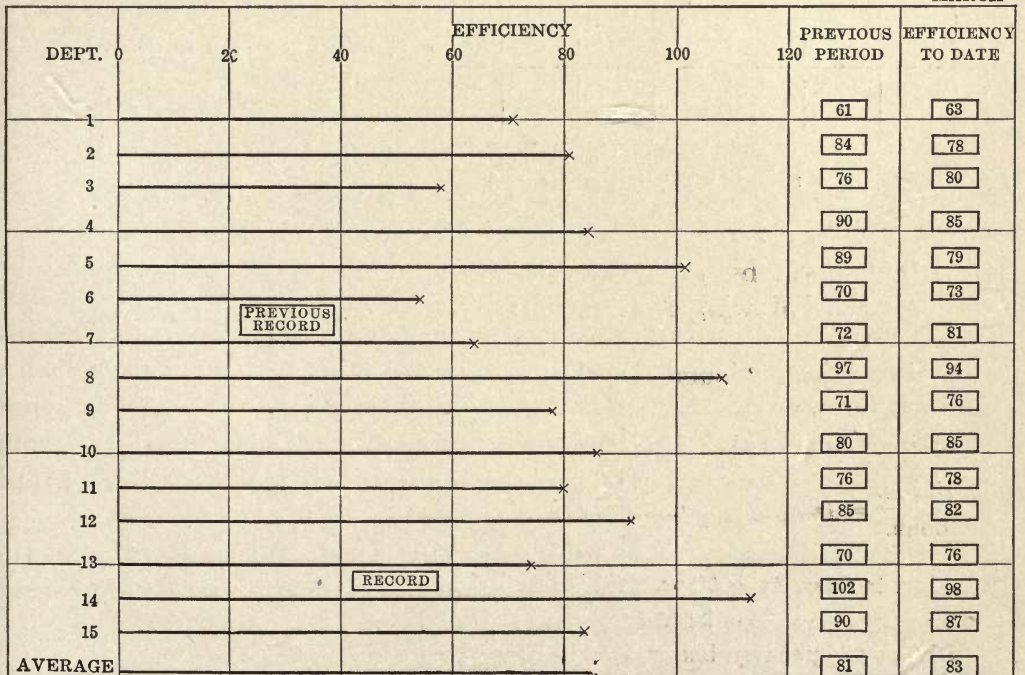 EFFICIENCY
PREVIOUS PERIOD
EFFICIENCY TO DATE
DEPT. 0 20 40 60 80 100 120
1 61 63
2 84 78
3 76 80
4 90 85
5 89 79
6 70 73
PREVIOUS
RECORD
7 72 81
8 97 94
9 71 76
10 80 85
11 76 78
12 85 82
13 70 76
RECORD
14 102 98
15 90 87
AVERAGE 81 83